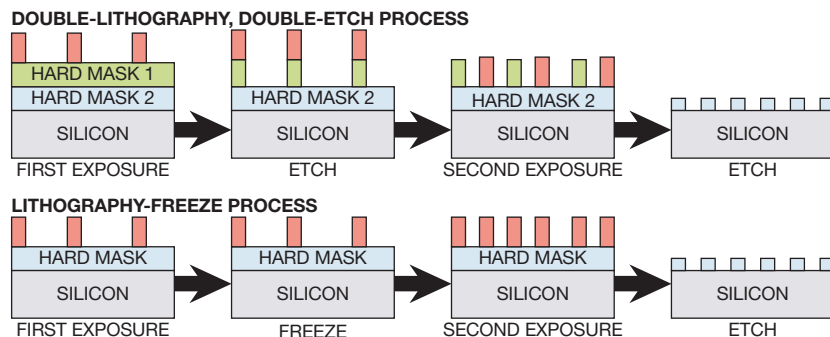 DOUBLE-LITHOGRAPHY, DOUBLE-ETCH PROCESS
HARD MASK 1
HARD MASK 2
SILICON
FIRST EXPOSURE
HARD MASK 2
SILICON
ETCH
HARD MASK 2
SILICON
SECOND EXPOSURE
SILICON
ETCH
LITHOGRAPHY-FREEZE PROCESS
HARD MASK
SILICON
FIRST EXPOSURE
HARD MASK
SILICON
FREEZE
HARD MASK
SILICON
SECOND EXPOSURE
SILICON
ETCH